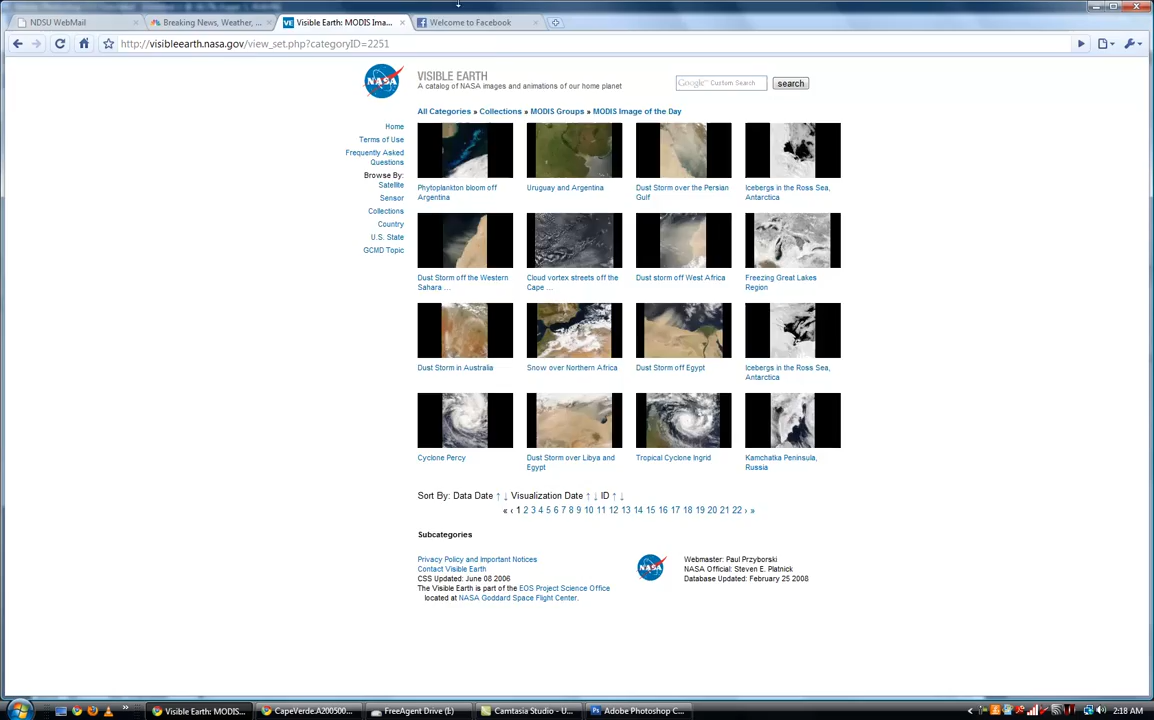 NDSU WebMail
Breaking News, Weather, ...
Visible Earth: MODIS Ima...
Welcome to Facebook
http://visibleearth.nasa.gov/view_set.php?categoryID=2251
NASA
VISIBLE EARTH
A catalog of NASA images and animations of our home planet
Google™ Custom Search
search
All Categories » Collections » MODIS Groups » MODIS Image of the Day
Home
Terms of Use
Frequently Asked
Questions
Browse By:
Satellite
Sensor
Collections
Country
U.S. State
GCMD Topic
Phytoplankton bloom off
Argentina
Uruguay and Argentina
Dust Storm over the Persian
Gulf
Icebergs in the Ross Sea,
Antarctica
Dust Storm off the Western
Sahara ...
Cloud vortex streets off the
Cape ...
Dust storm off West Africa
Freezing Great Lakes
Region
Dust Storm in Australia
Snow over Northern Africa
Dust Storm off Egypt
Icebergs in the Ross Sea,
Antarctica
Cyclone Percy
Dust Storm over Libya and
Egypt
Tropical Cyclone Ingrid
Kamchatka Peninsula,
Russia
Sort By: Data Date ↑ ↓ Visualization Date ↑ ↓ ID ↑ ↓
« ‹ 1 2 3 4 5 6 7 8 9 10 11 12 13 14 15 16 17 18 19 20 21 22 › »
Subcategories
Privacy Policy and Important Notices
Contact Visible Earth
CSS Updated: June 08 2006
The Visible Earth is part of the EOS Project Science Office
located at NASA Goddard Space Flight Center.
NASA
Webmaster: Paul Przyborski
NASA Official: Steven E. Platnick
Database Updated: February 25 2008
Visible Earth: MODIS...
CapeVerde.A200500...
FreeAgent Drive (I:)
Camtasia Studio - U...
Adobe Photoshop C...
2:18 AM